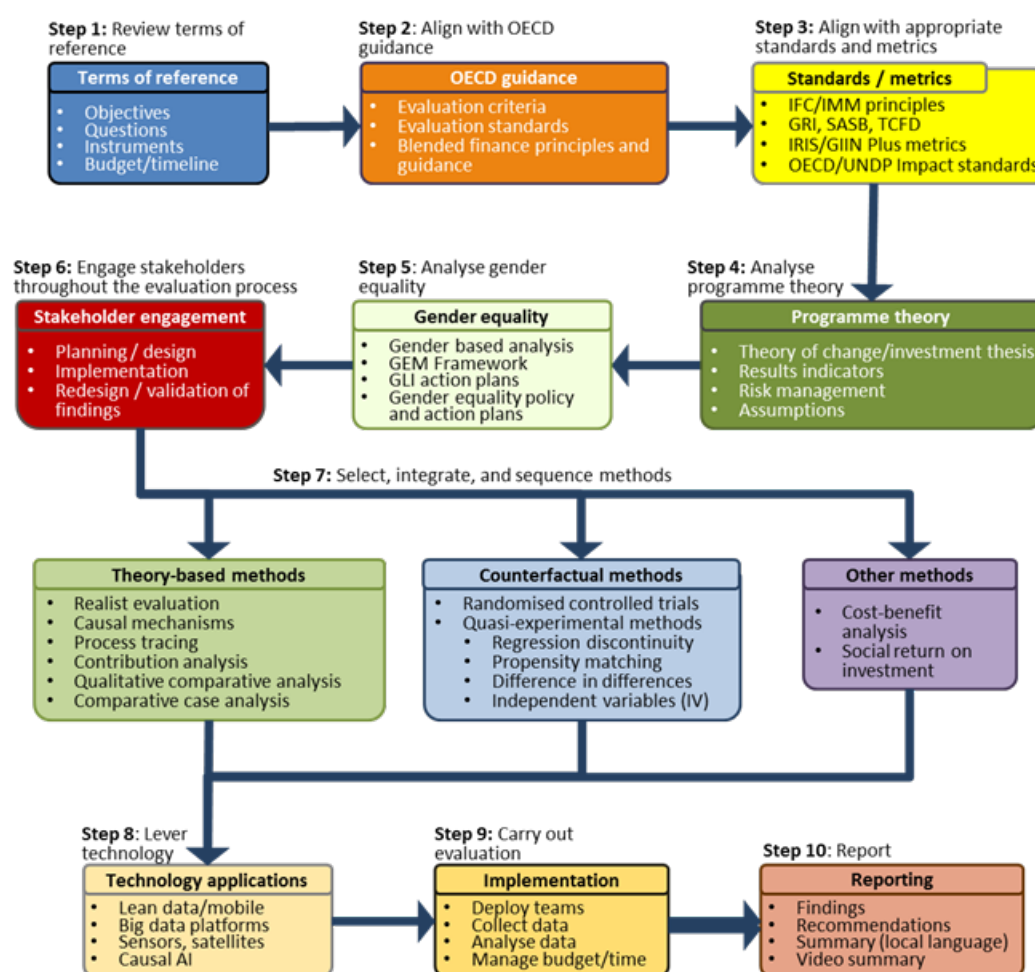 Step 1: Review terms of
reference
Terms of reference
• Objectives
• Questions
• Instruments
• Budget/timeline
Step 2: Align with OECD
guidance
OECD guidance
• Evaluation criteria
• Evaluation standards
• Blended finance principles and
guidance
Step 3: Align with appropriate
standards and metrics
Standards / metrics
• IFC/IMM principles
• GRI, SASB, TCFD
• IRIS/GIIN Plus metrics
• OECD/UNDP Impact standards
Step 4: Analyse
programme theory
Programme theory
• Theory of change/investment thesis
• Results indicators
• Risk management
• Assumptions
Step 5: Analyse gender
equality
Gender equality
• Gender based analysis
• GEM Framework
• GLI action plans
• Gender equality policy
and action plans
Step 6: Engage stakeholders
throughout the evaluation process
Stakeholder engagement
• Planning / design
• Implementation
• Redesign / validation of
findings
Step 7: Select, integrate, and sequence methods
Theory-based methods
• Realist evaluation
• Causal mechanisms
• Process tracing
• Contribution analysis
• Qualitative comparative analysis
• Comparative case analysis
Counterfactual methods
• Randomised controlled trials
• Quasi-experimental methods
• Regression discontinuity
• Propensity matching
• Difference in differences
• Independent variables (IV)
Other methods
• Cost-benefit
analysis
• Social return on
investment
Step 8: Lever
technology
Technology applications
• Lean data/mobile
• Big data platforms
• Sensors, satellites
• Causal AI
Step 9: Carry out
evaluation
Implementation
• Deploy teams
• Collect data
• Analyse data
• Manage budget/time
Step 10: Report
Reporting
• Findings
• Recommendations
• Summary (local language)
• Video summary